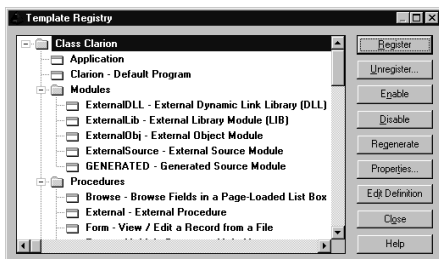 Template Registry
Class Clarion
Application
Clarion - Default Program
Modules
ExternalDLL - External Dynamic Link Library (DLL)
ExternalLib - External Library Module (LIB)
ExternalObj - External Object Module
ExternalSource - External Source Module
GENERATED - Generated Source Module
Procedures
Browse - Browse Fields in a Page-Loaded List Box
External - External Procedure
Form - View / Edit a Record from a File
Register
Unregister...
Enable
Disable
Regenerate
Properties...
Edit Definition
Close
Help